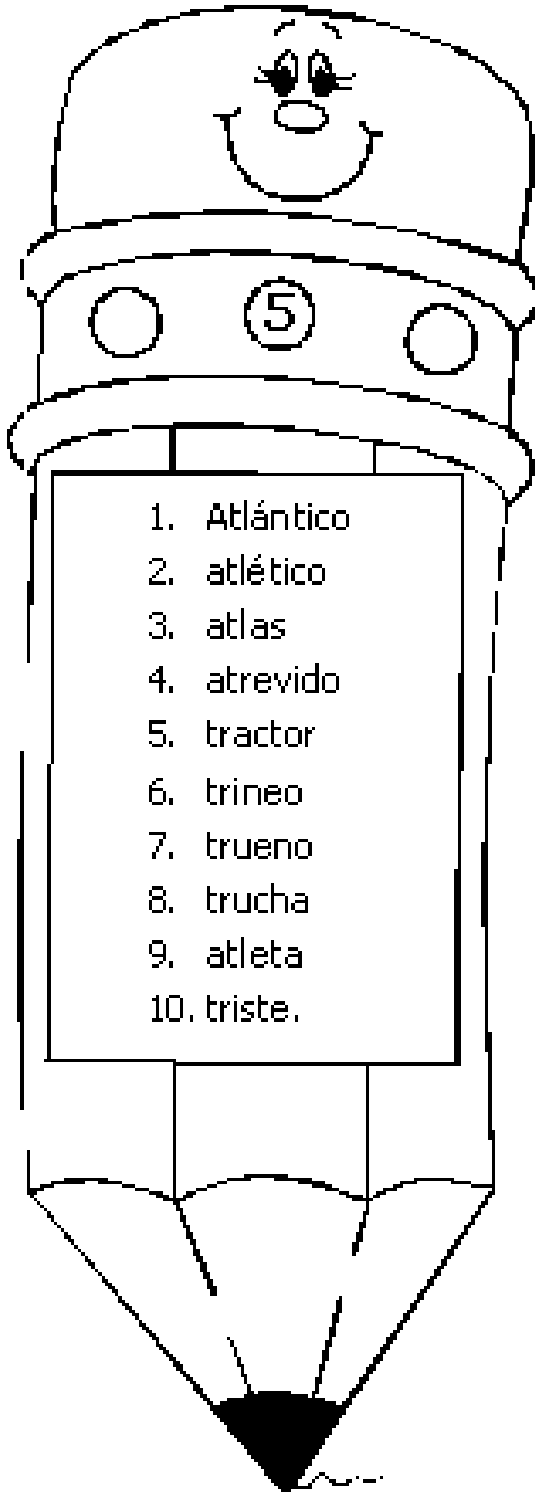 5
1. Atlántico
2. atlético
3. atlas
4. atrevido
5. tractor
6. trineo
7. trueno
8. trucha
9. atleta
10. triste.